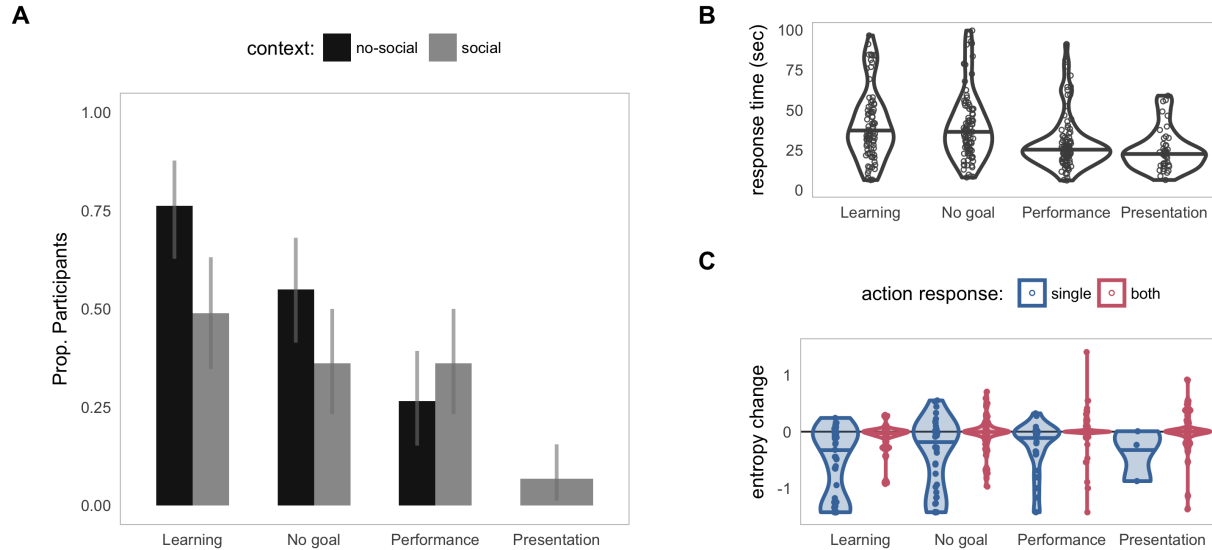 A
context: no-social social
Prop. Participants
1.00
0.75
0.50
0.25
0.00
Learning No goal Performance Presentation
B
response time (sec)
100
75
50
25
0
Learning No goal Performance Presentation
C
action response: single both
entropy change
1
0
-1
Learning No goal Performance Presentation